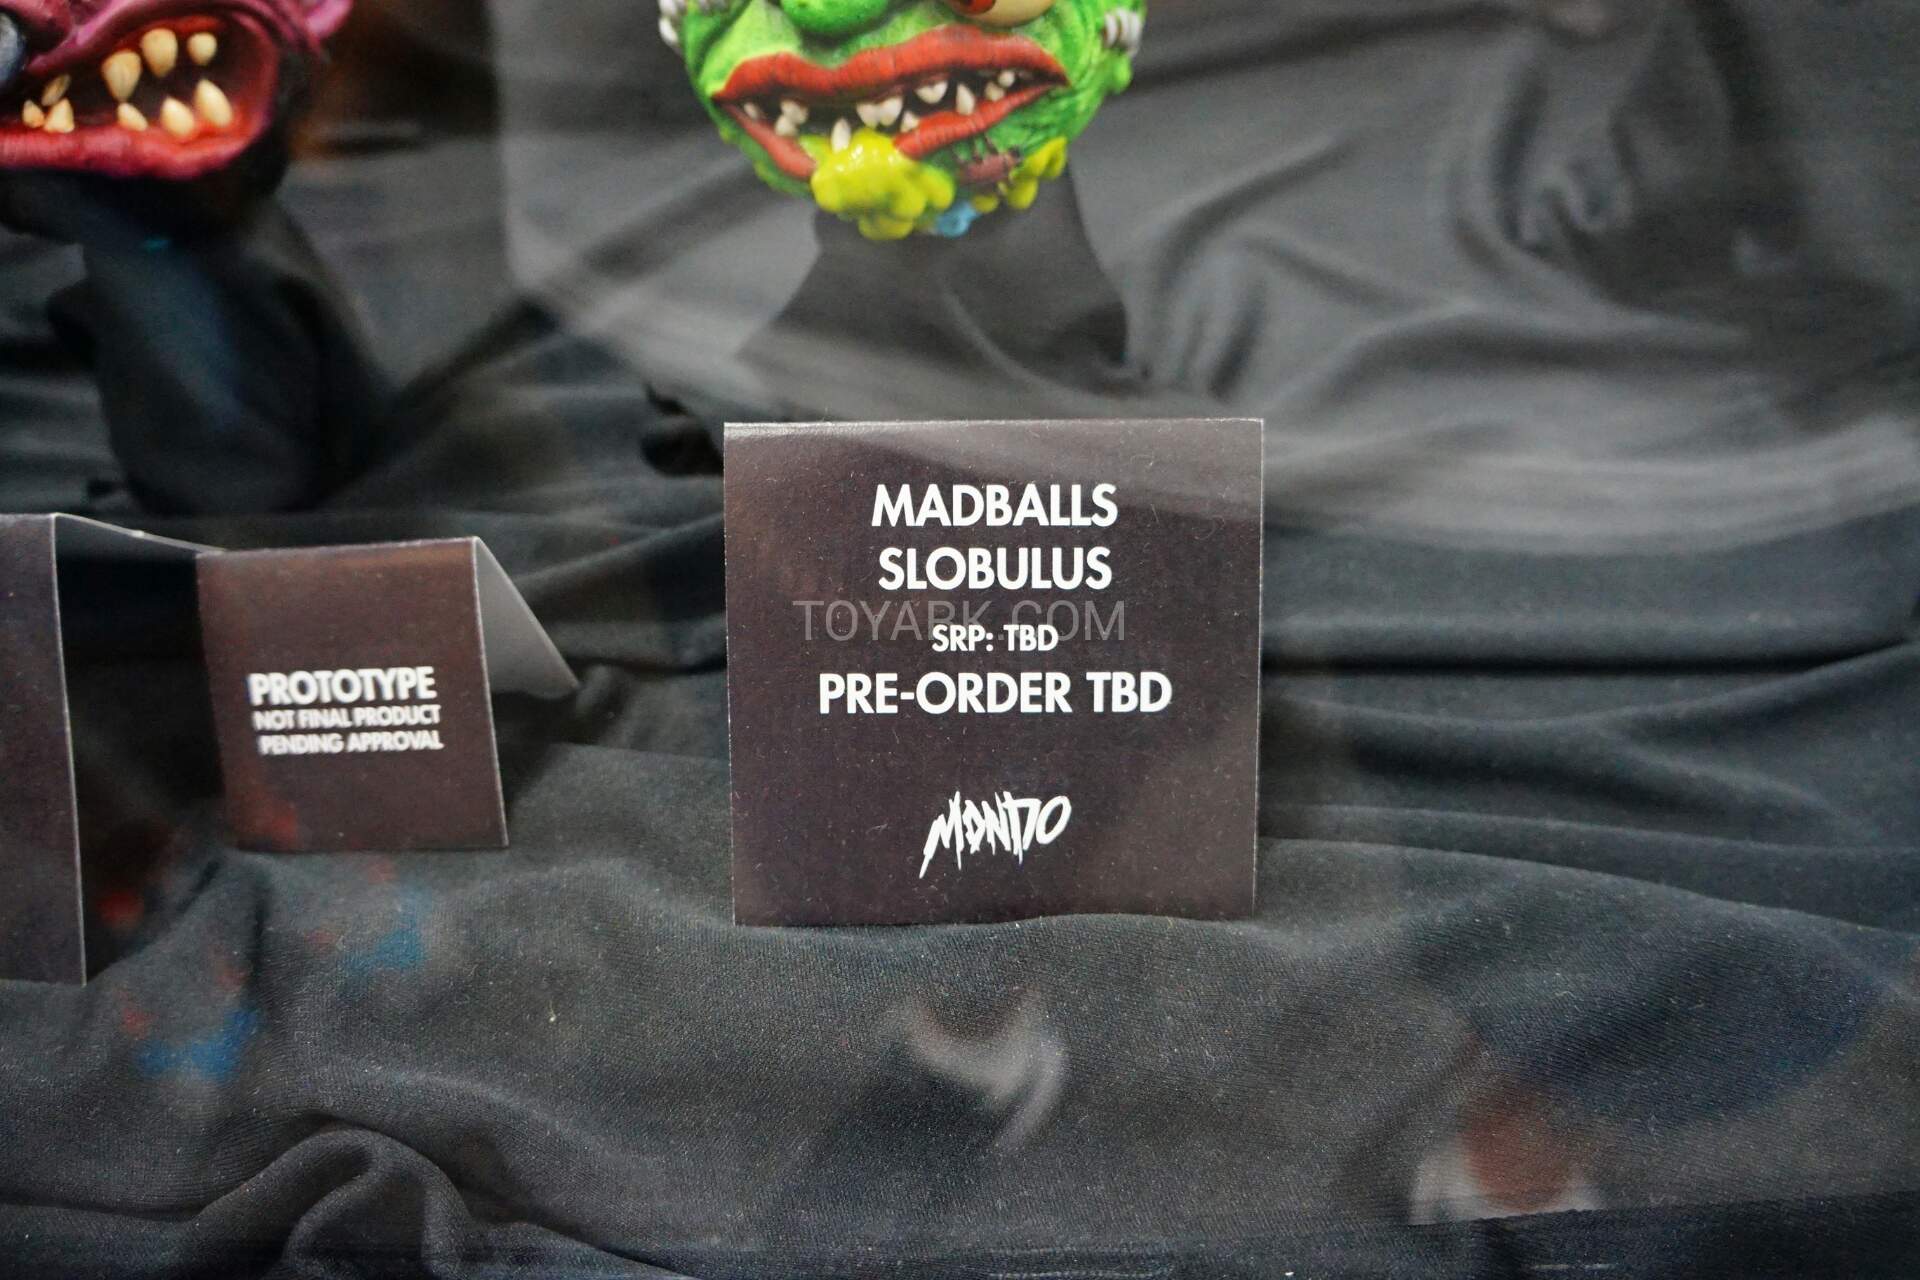 MADBALLS
SLOBULUS
TOYARK.COM
SRP: TBD
PRE-ORDER TBD
MONDO
PROTOTYPE
NOT FINAL PRODUCT
PENDING APPROVAL